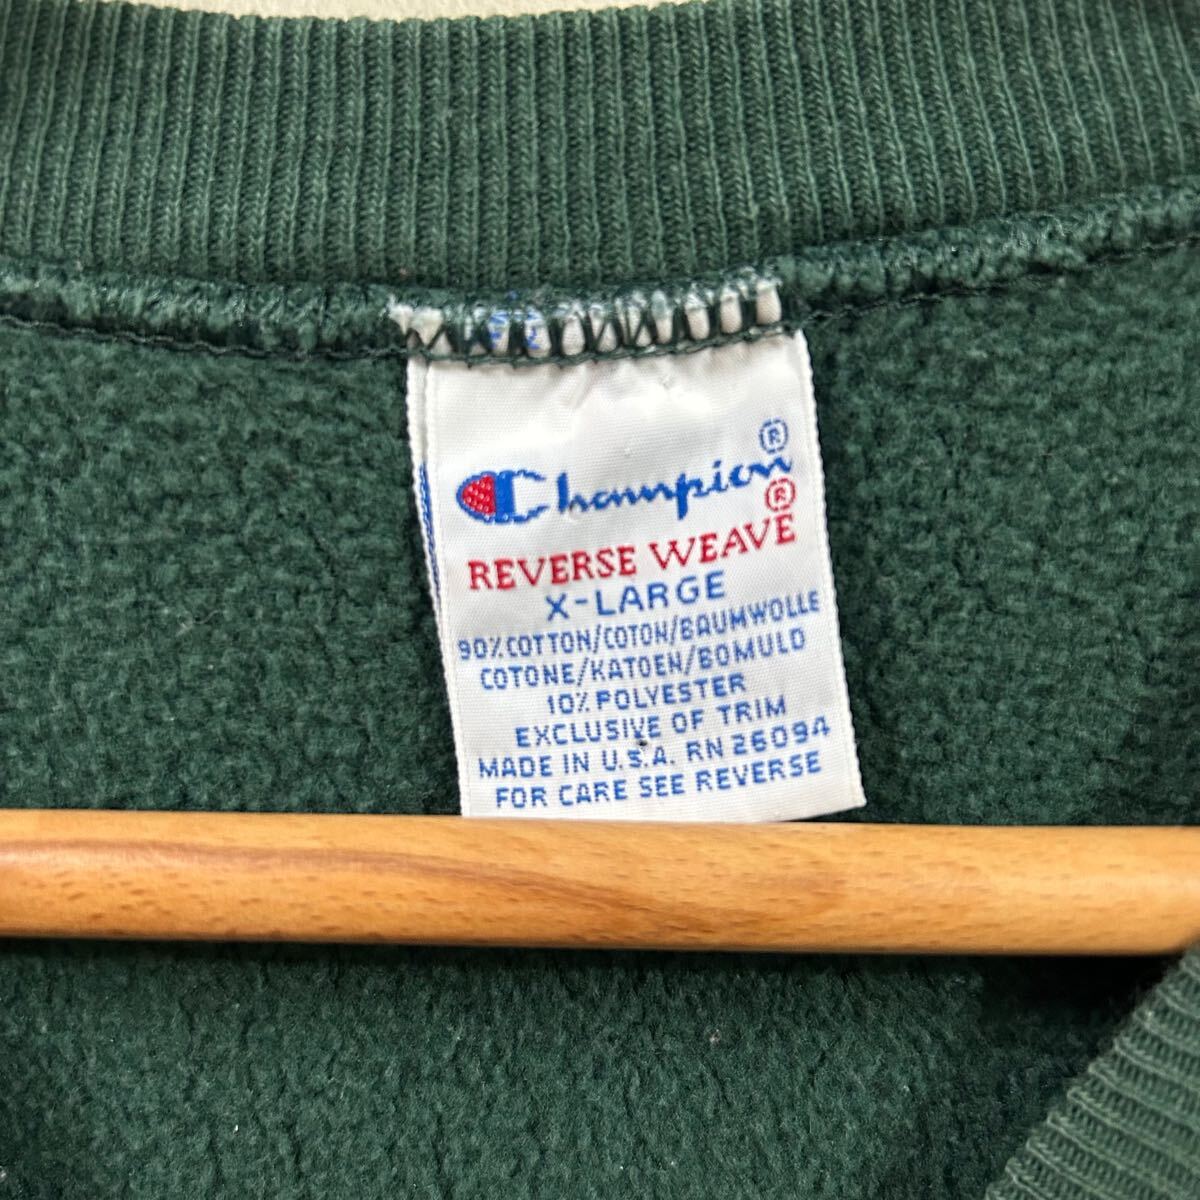 Champion®
REVERSE WEAVE®
X-LARGE
90% COTTON/COTON/BAUMWOLLE
COTONE/KATOEN/BOMULD
10% POLYESTER
EXCLUSIVE OF TRIM
MADE IN U.S.A. RN 26094
FOR CARE SEE REVERSE